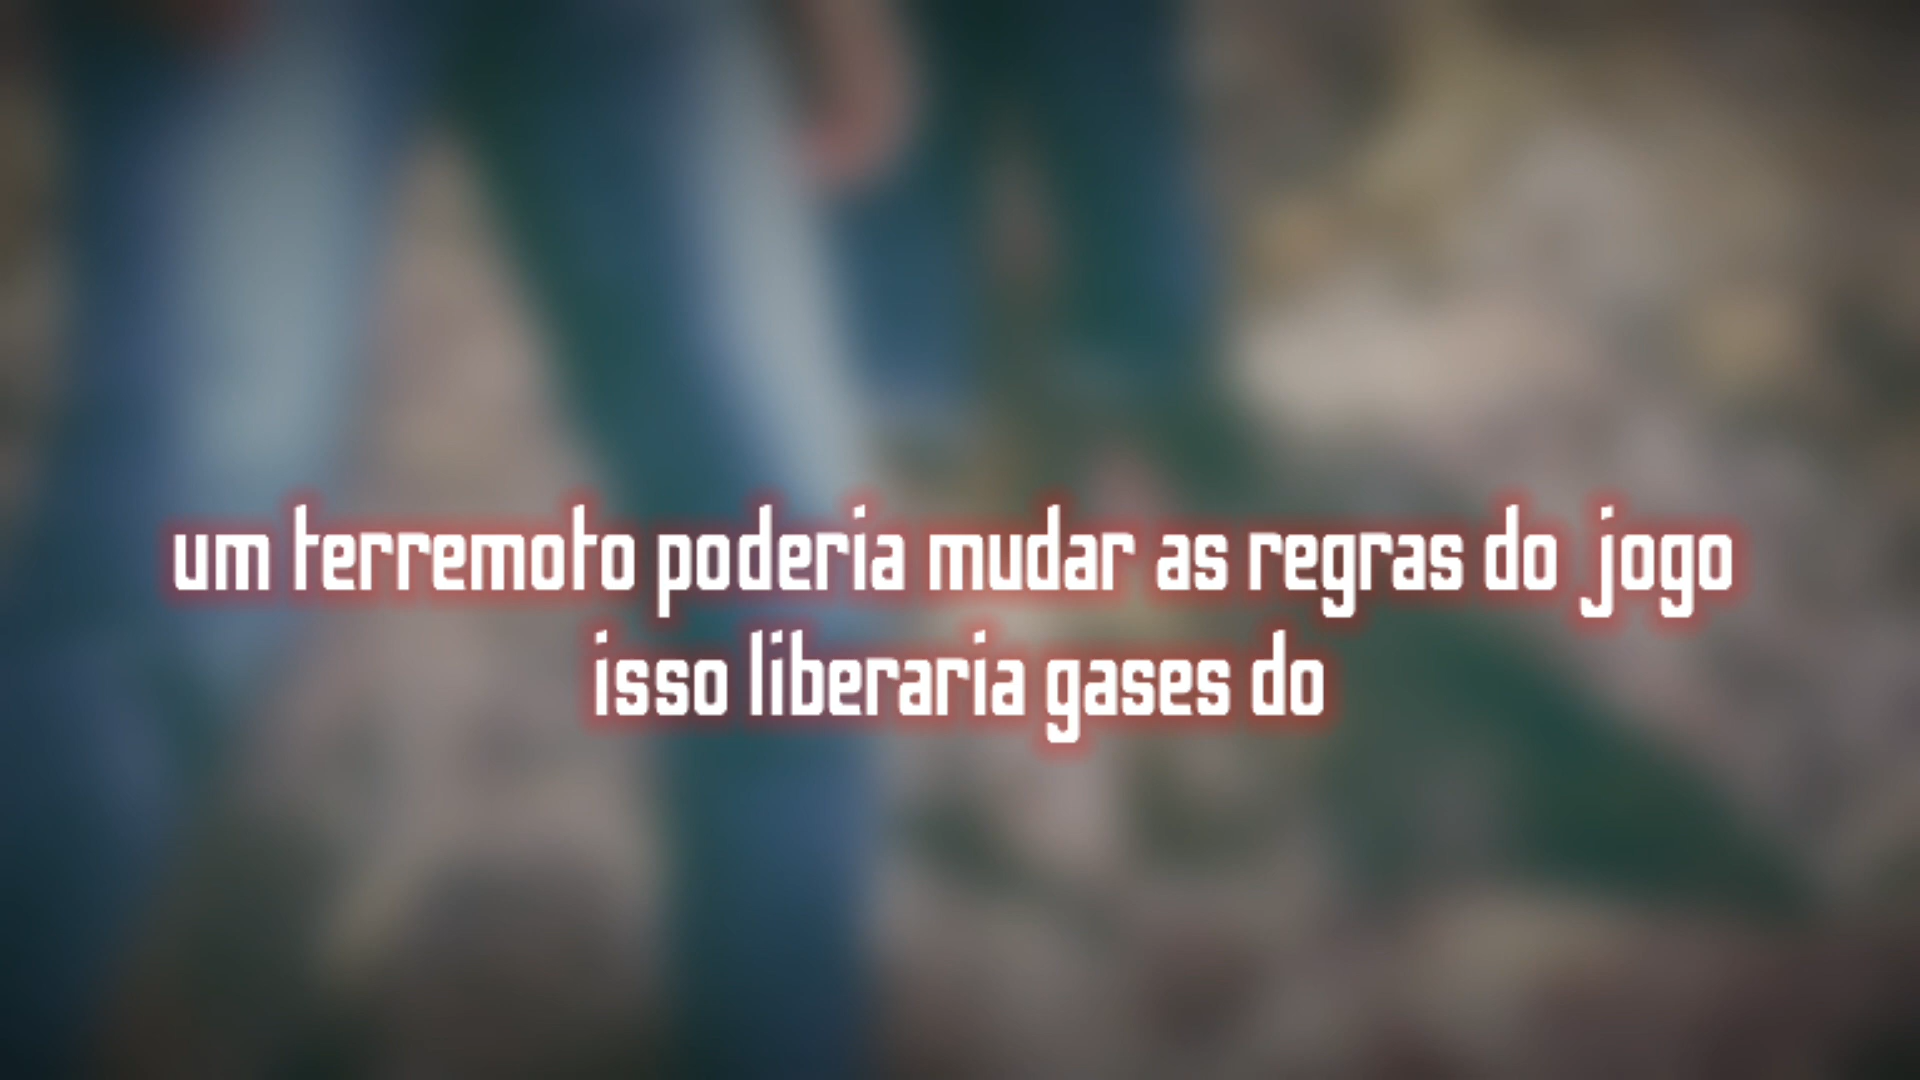 um terremoto poderia mudar as regras do jogo
isso liberaria gases do